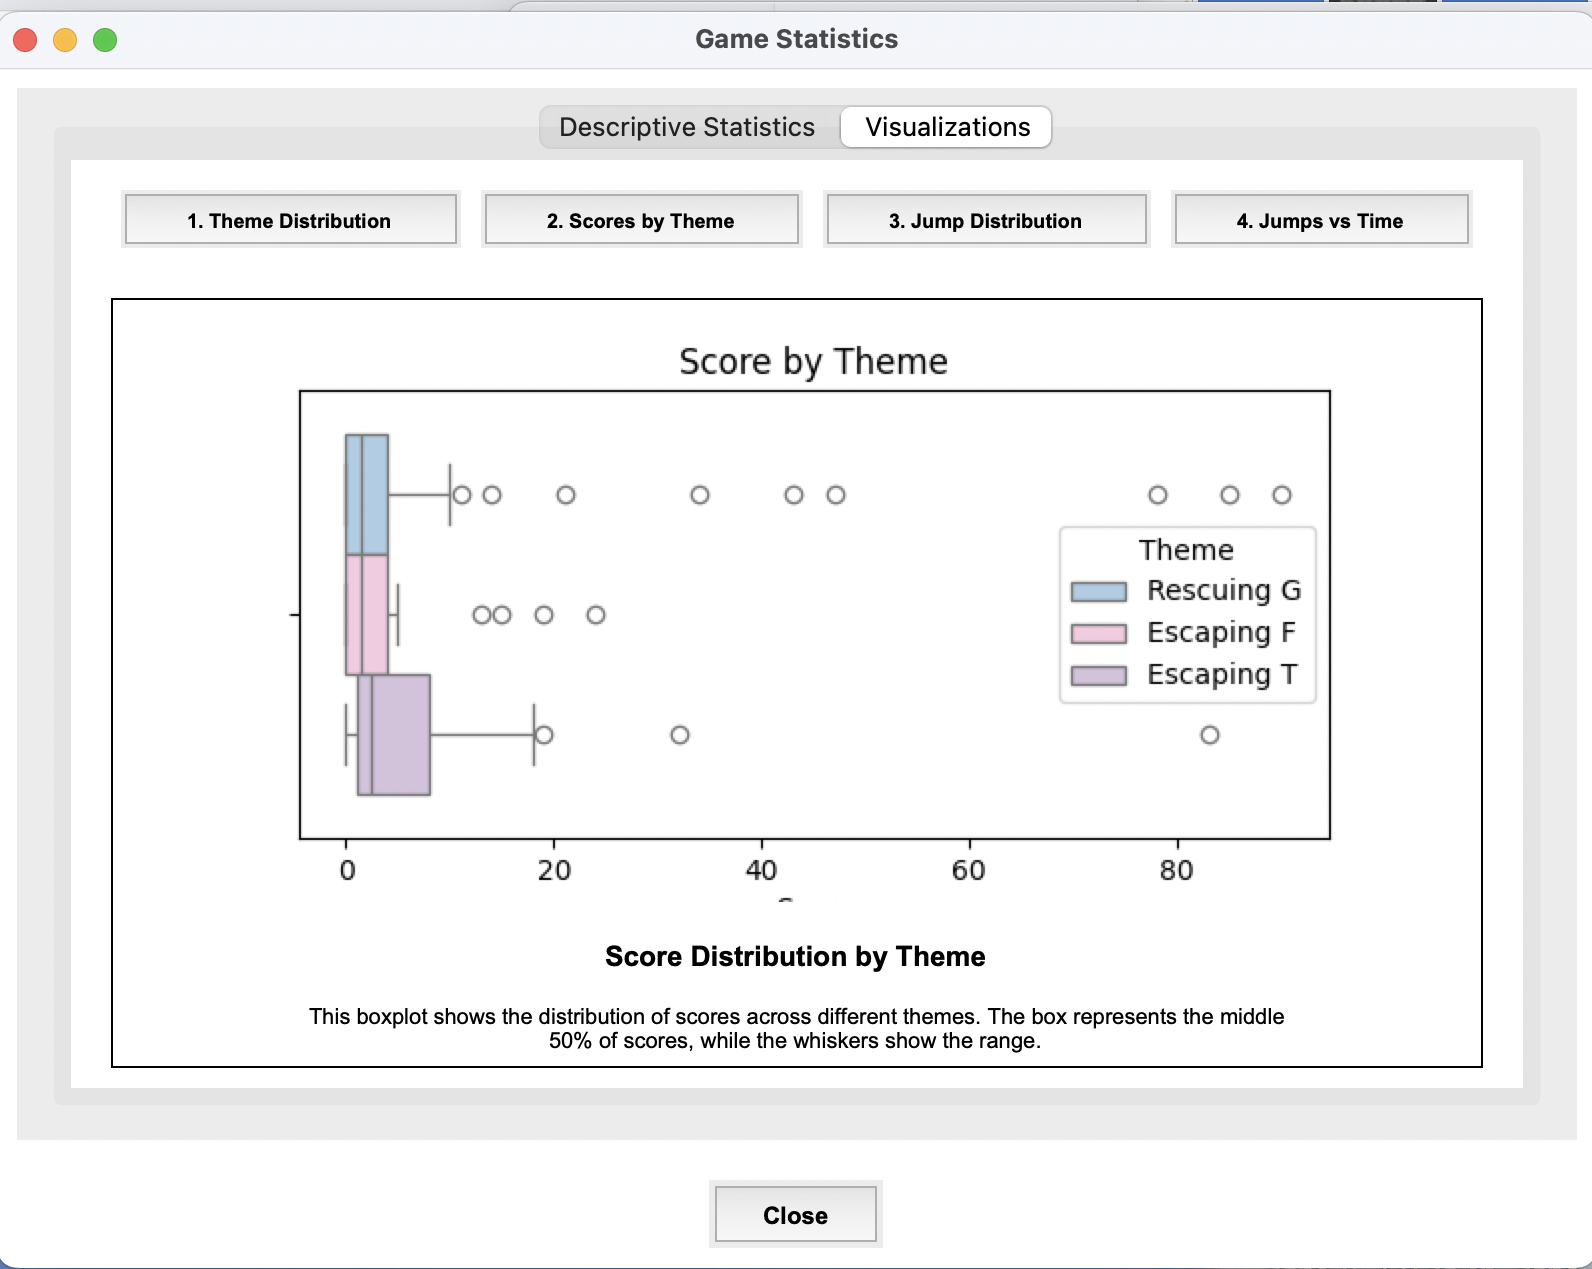 Game Statistics
Descriptive Statistics
Visualizations
1. Theme Distribution
2. Scores by Theme
3. Jump Distribution
4. Jumps vs Time
Score by Theme
Theme
Rescuing G
Escaping F
Escaping T
0
20
40
60
80
Score Distribution by Theme
This boxplot shows the distribution of scores across different themes. The box represents the middle
50% of scores, while the whiskers show the range.
Close